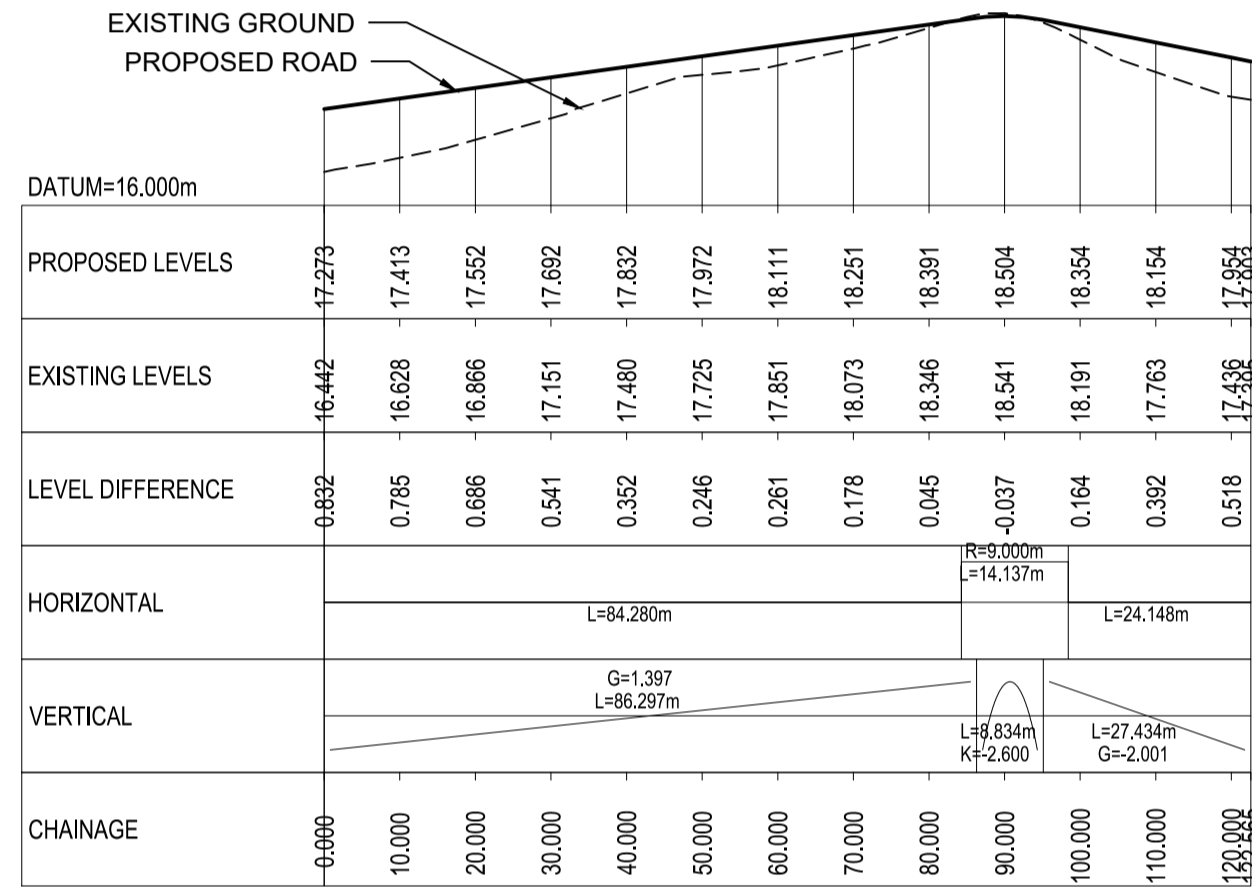 EXISTING GROUND
PROPOSED ROAD
DATUM=16.000m
PROPOSED LEVELS
17.273 17.413 17.552 17.692 17.832 17.972 18.111 18.251 18.391 18.504 18.354 18.154 17.954
EXISTING LEVELS
16.442 16.628 16.866 17.151 17.480 17.725 17.851 18.073 18.346 18.541 18.191 17.763 17.436
LEVEL DIFFERENCE
0.832 0.785 0.686 0.541 0.352 0.246 0.261 0.178 0.045 -0.037 0.164 0.392 0.518
HORIZONTAL
L=84.280m
R=9.000m
L=14.137m
L=24.148m
VERTICAL
G=1.397
L=86.297m
L=8.834m
K=-2.600
L=27.434m
G=-2.001
CHAINAGE
0.000 10.000 20.000 30.000 40.000 50.000 60.000 70.000 80.000 90.000 100.000 110.000 120.000